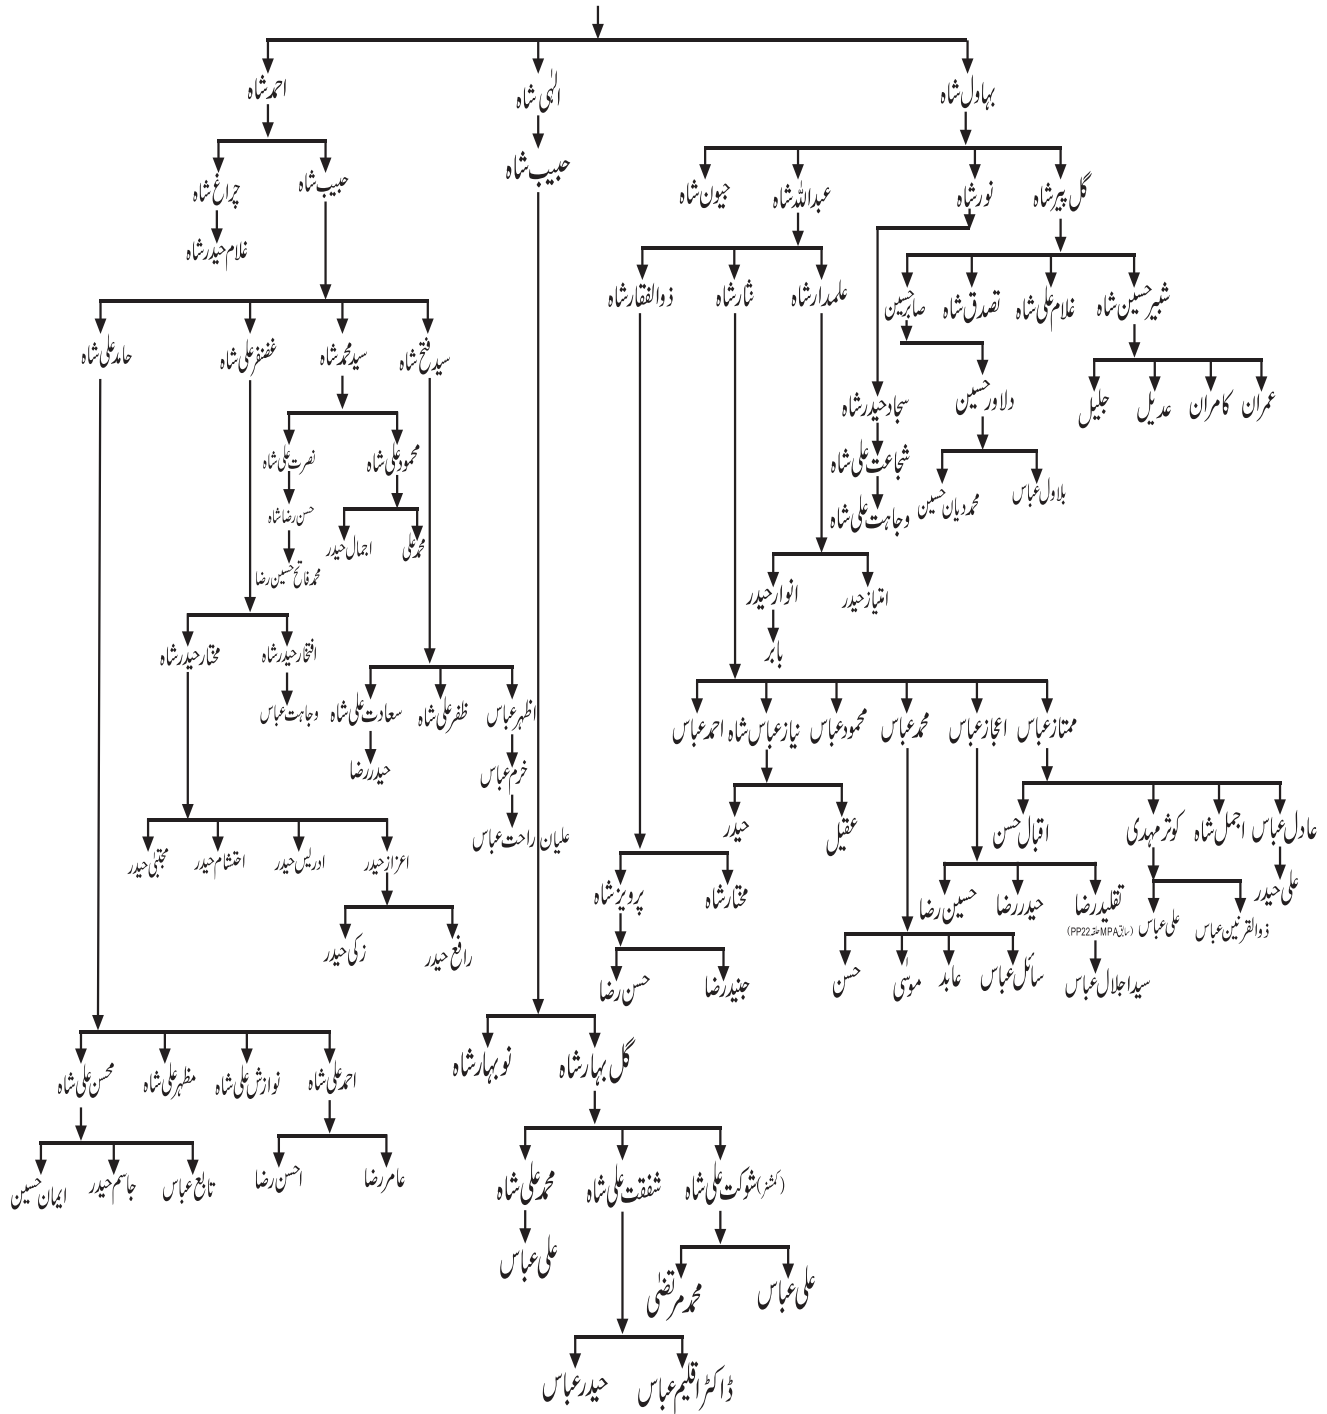 بہاول شاہ
الٰہی شاہ
احمد شاہ
گل پیر شاہ
نور شاہ
عبداللہ شاہ
جیون شاہ
حبیب شاہ
حبیب شاہ
چراغ شاہ
غلام حیدر شاہ
شبیر حسین شاہ
غلام علی شاہ
تصدق شاہ
صابر حسین
علمدار شاہ
نثار شاہ
ذوالفقار شاہ
سید فتح شاہ
سید محمد شاہ
غضنفر علی شاہ
حامد علی شاہ
عمران
کامران
عدیل
جلیل
دلاور حسین
سجاد حیدر شاہ
شجاعت علی شاہ
وجاہت علی شاہ
بلاول عباس
محمد دیان حسین
محمود علی شاہ
نصرت علی شاہ
حسن رضا شاہ
محمد علی
اجمال حیدر
محمد فاتح حسین رضا
امتیاز حیدر
انوار حیدر
بابر
افتخار حیدر شاہ
مختار حیدر شاہ
وجاہت عباس
اظہر عباس
ظفر علی شاہ
سعادت علی شاہ
حیدر رضا
خرم عباس
علیان راحت عباس
ممتاز عباس
اعجاز عباس
محمد عباس
محمود عباس
نیاز عباس شاہ
احمد عباس
عادل عباس
اجمل شاہ
کوثر مہدی
اقبال حسن
عقیل
حیدر
اعزاز حیدر
ادریس حیدر
احتشام حیدر
مجتبیٰ حیدر
علی حیدر
تقلید رضا
(سابق MPA حلقہ PP22)
حیدر رضا
حسین رضا
مختار شاہ
پرویز شاہ
ذوالقرنین عباس
علی عباس
رافع حیدر
زکی حیدر
سید اجلال عباس
سائل عباس
عابد
موسیٰ
حسن
جنید رضا
حسن رضا
گل بہار شاہ
نو بہار شاہ
احمد علی شاہ
نوازش علی شاہ
مظہر علی شاہ
محسن علی شاہ
شوکت علی شاہ (کمشنر)
شفقت علی شاہ
محمد علی شاہ
عامر رضا
احسن رضا
تابع عباس
جاسم حیدر
ایمان حسین
علی عباس
علی عباس
محمد مرتضیٰ
ڈاکٹر اقلیم عباس
حیدر عباس